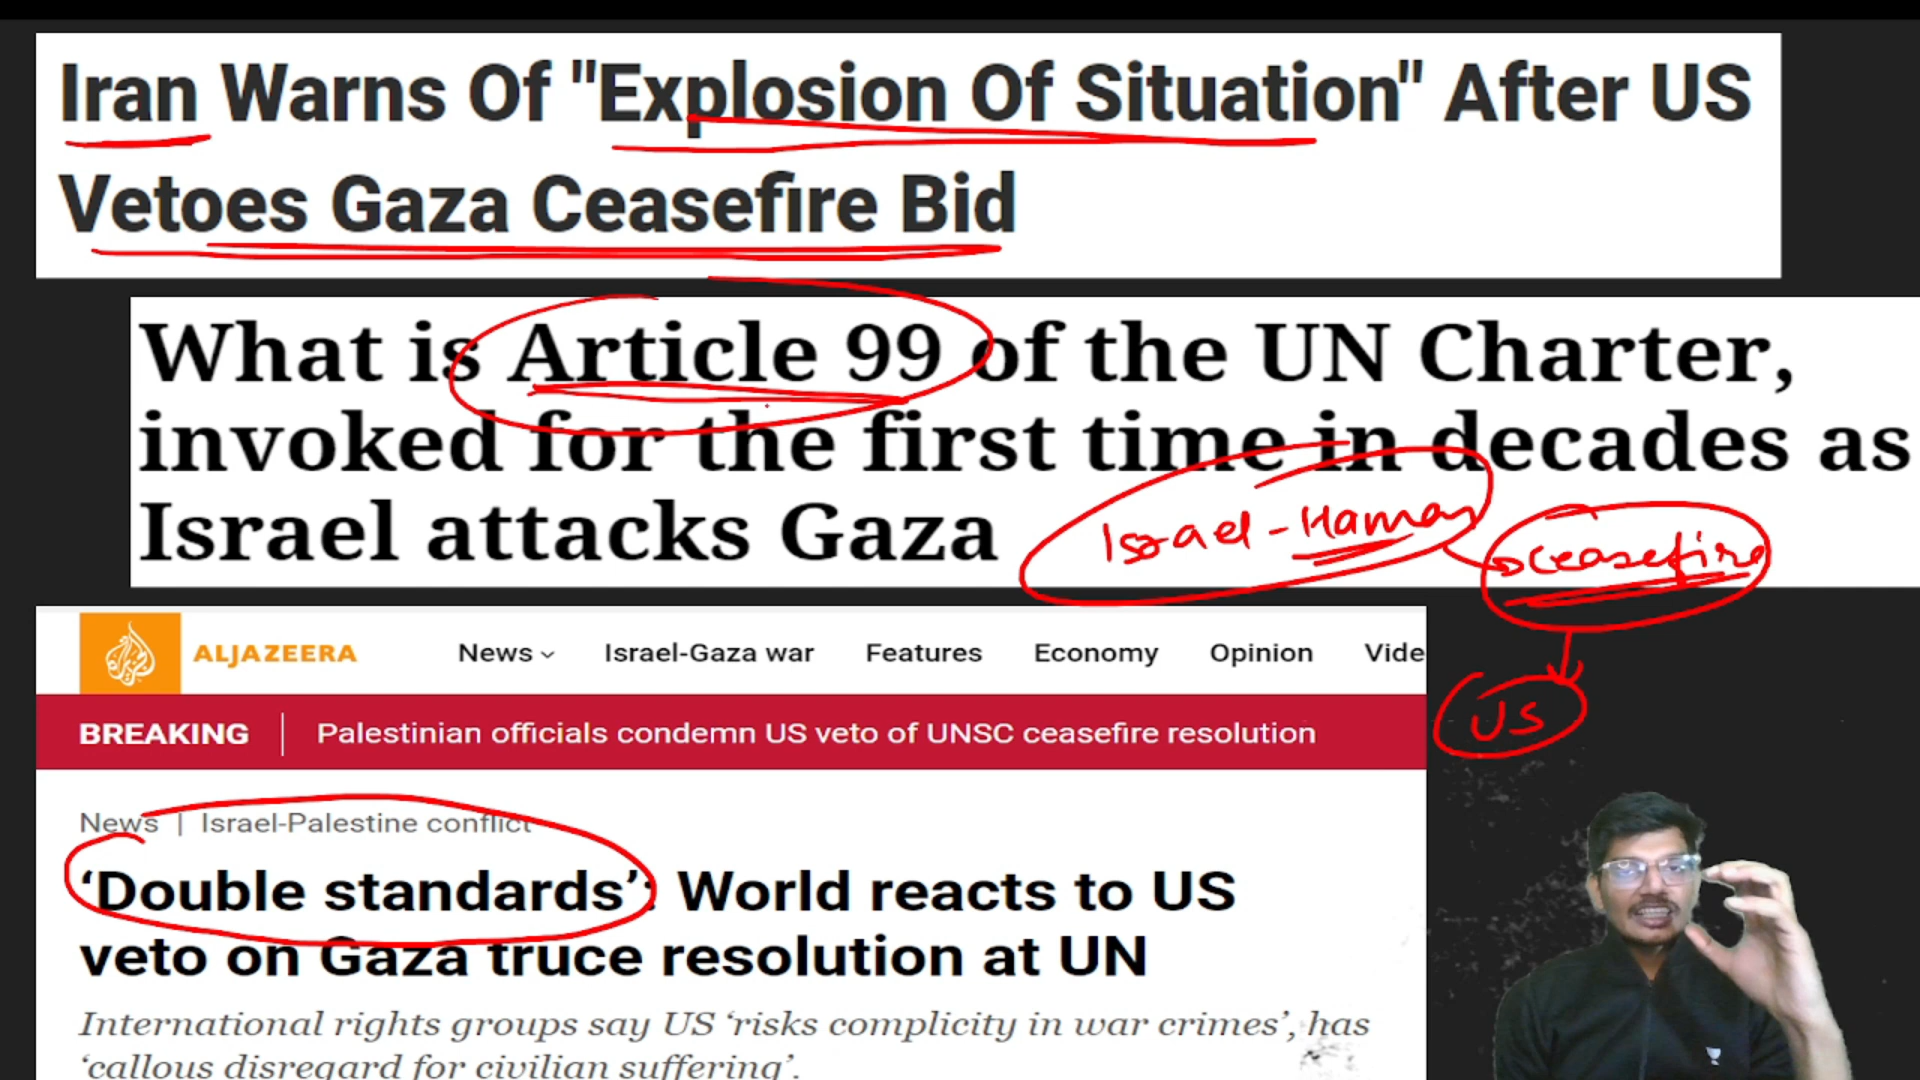 Iran Warns Of "Explosion Of Situation" After US
Vetoes Gaza Ceasefire Bid
What is Article 99 of the UN Charter,
invoked for the first time in decades as
Israel attacks Gaza
Israel - Hamas
Ceasefire
US
ALJAZEERA
News Israel-Gaza war Features Economy Opinion Vide
BREAKING | Palestinian officials condemn US veto of UNSC ceasefire resolution
News | Israel-Palestine conflict
‘Double standards’: World reacts to US
veto on Gaza truce resolution at UN
International rights groups say US ‘risks complicity in war crimes’, has
‘callous disregard for civilian suffering’.